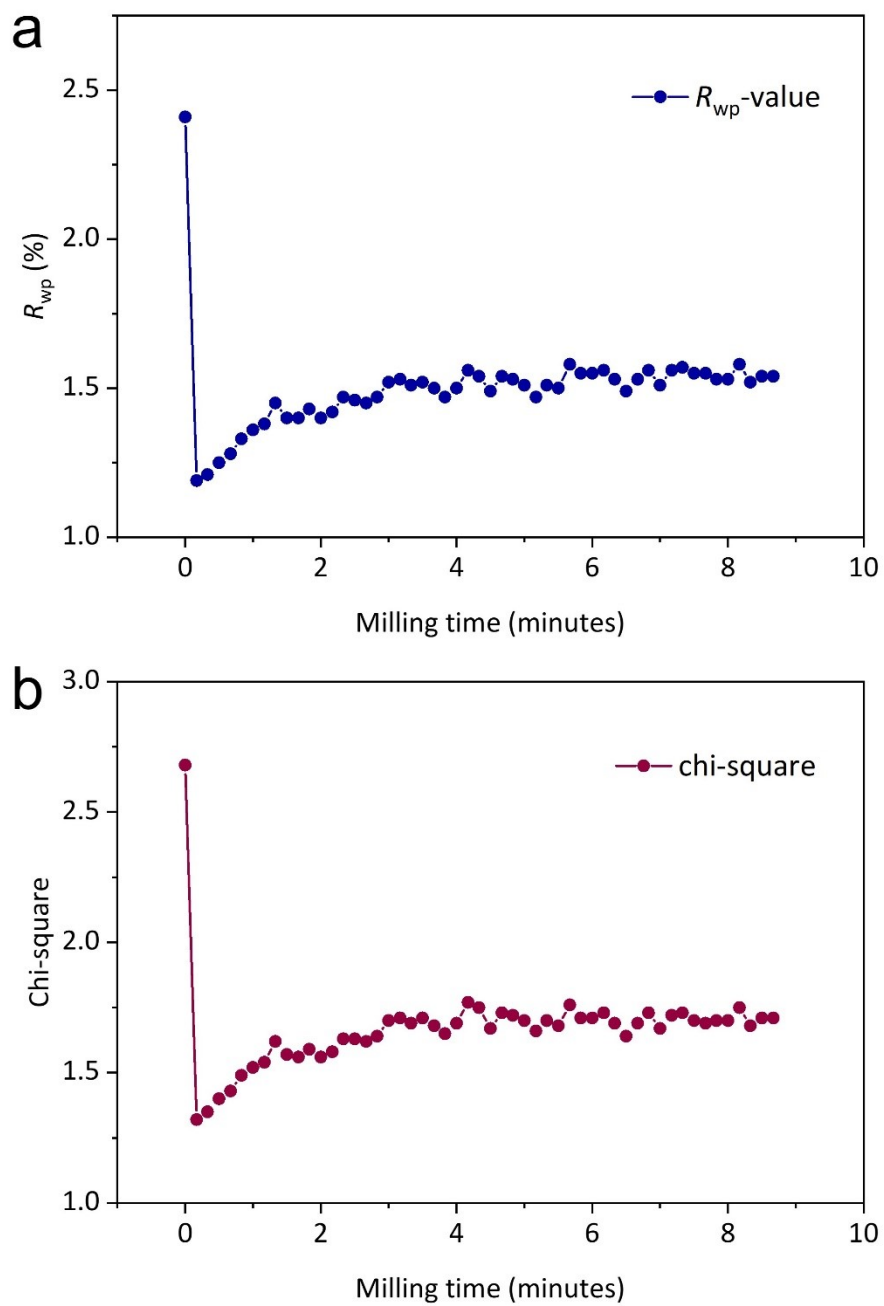 a
2.5
2.0
1.5
1.0
R_wp (%)
R_wp-value
0 2 4 6 8 10
Milling time (minutes)
b
3.0
2.5
2.0
1.5
1.0
Chi-square
chi-square
0 2 4 6 8 10
Milling time (minutes)